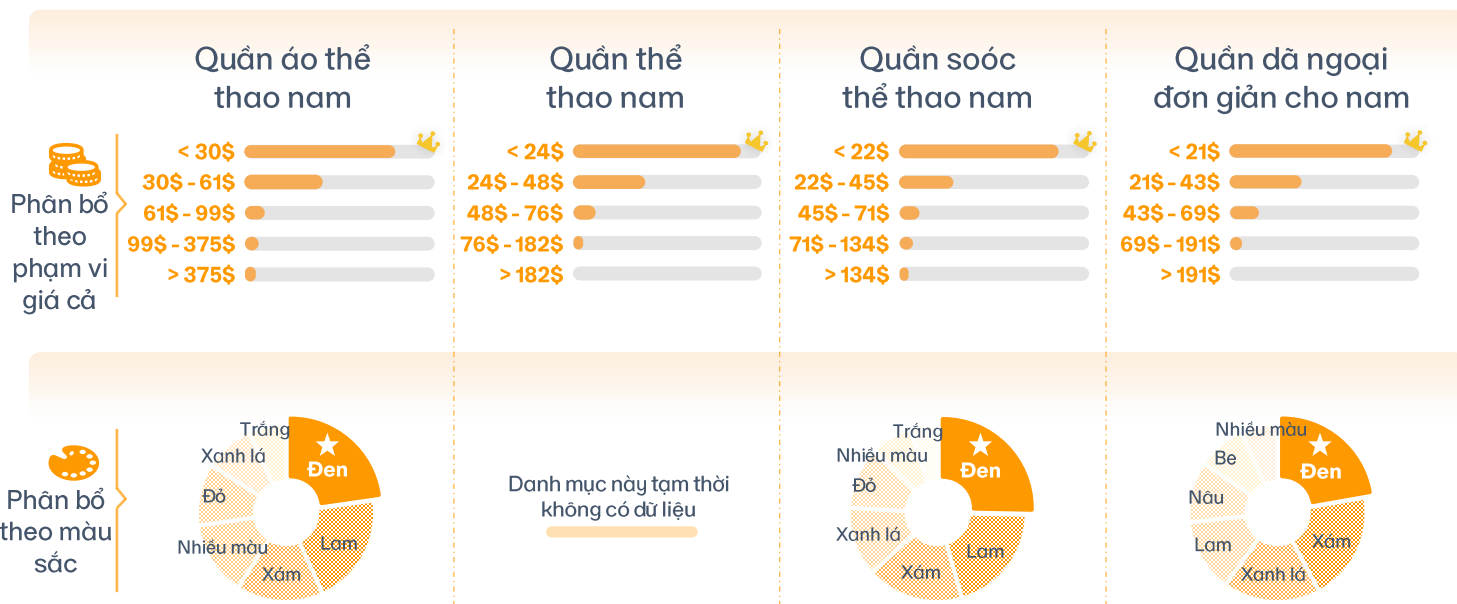 Quần áo thể
thao nam
Quần thể
thao nam
Quần soóc
thể thao nam
Quần dã ngoại
đơn giản cho nam
Phân bổ
theo
phạm vi
giá cả
< 30$
30$ - 61$
61$ - 99$
99$ - 375$
> 375$
< 24$
24$ - 48$
48$ - 76$
76$ - 182$
> 182$
< 22$
22$ - 45$
45$ - 71$
71$ - 134$
> 134$
< 21$
21$ - 43$
43$ - 69$
69$ - 191$
> 191$
Phân bổ
theo màu
sắc
Trắng
Xanh lá
Đen
Đỏ
Nhiều màu
Lam
Xám
Danh mục này tạm thời
không có dữ liệu
Trắng
Nhiều màu
Đen
Đỏ
Xanh lá
Lam
Xám
Nhiều màu
Be
Đen
Nâu
Lam
Xám
Xanh lá